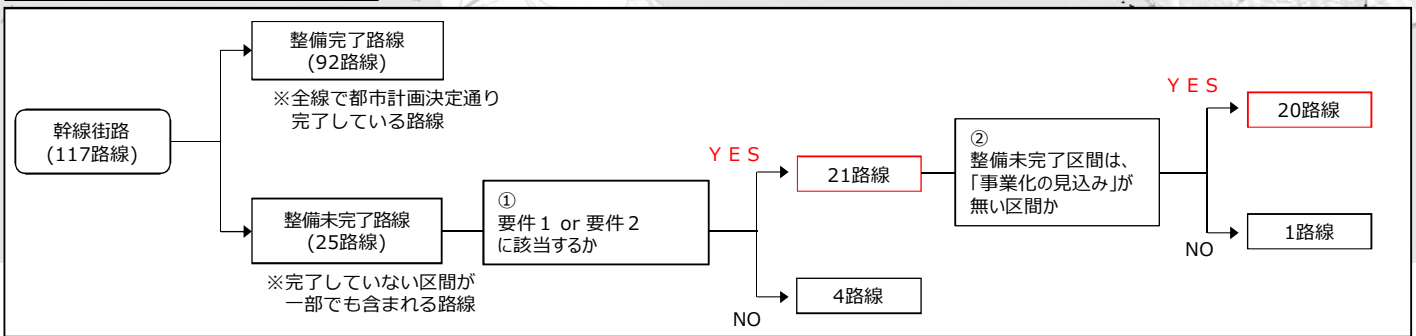 幹線街路
(117路線)
整備完了路線
(92路線)
※全線で都市計画決定通り
完了している路線
整備未完了路線
(25路線)
※完了していない区間が
一部でも含まれる路線
①
要件1 or 要件2
に該当するか
YES
21路線
NO
4路線
②
整備未完了区間は、
「事業化の見込み」が
無い区間か
YES
20路線
NO
1路線